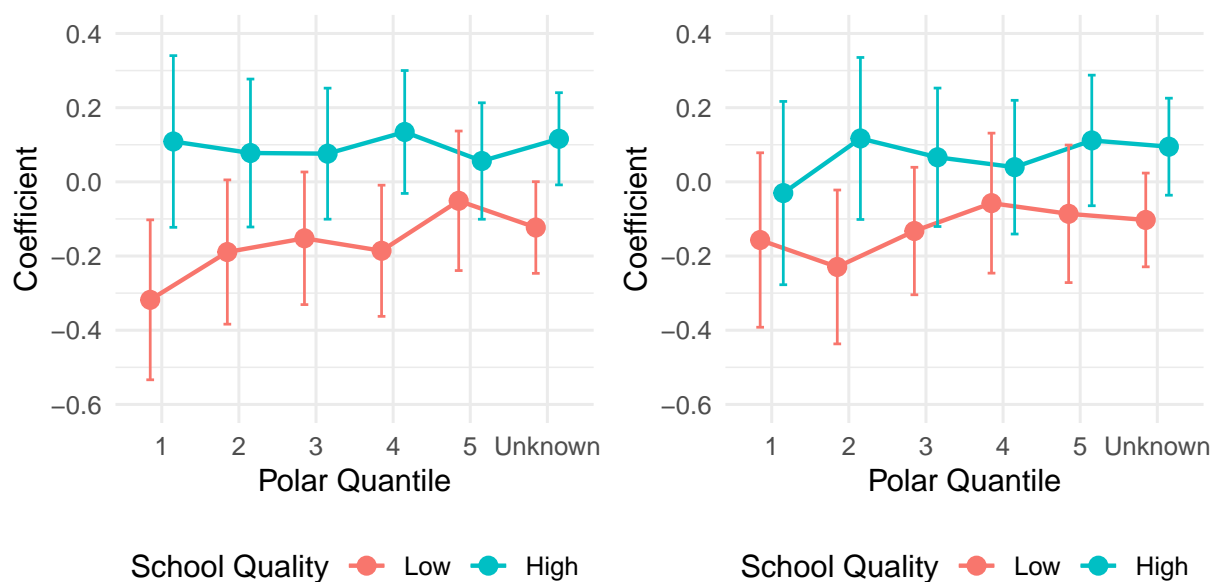 0.4
0.2
0.0
−0.2
−0.4
−0.6
Coefficient
1 2 3 4 5 Unknown
Polar Quantile
School Quality Low High
0.4
0.2
0.0
−0.2
−0.4
−0.6
Coefficient
1 2 3 4 5 Unknown
Polar Quantile
School Quality Low High